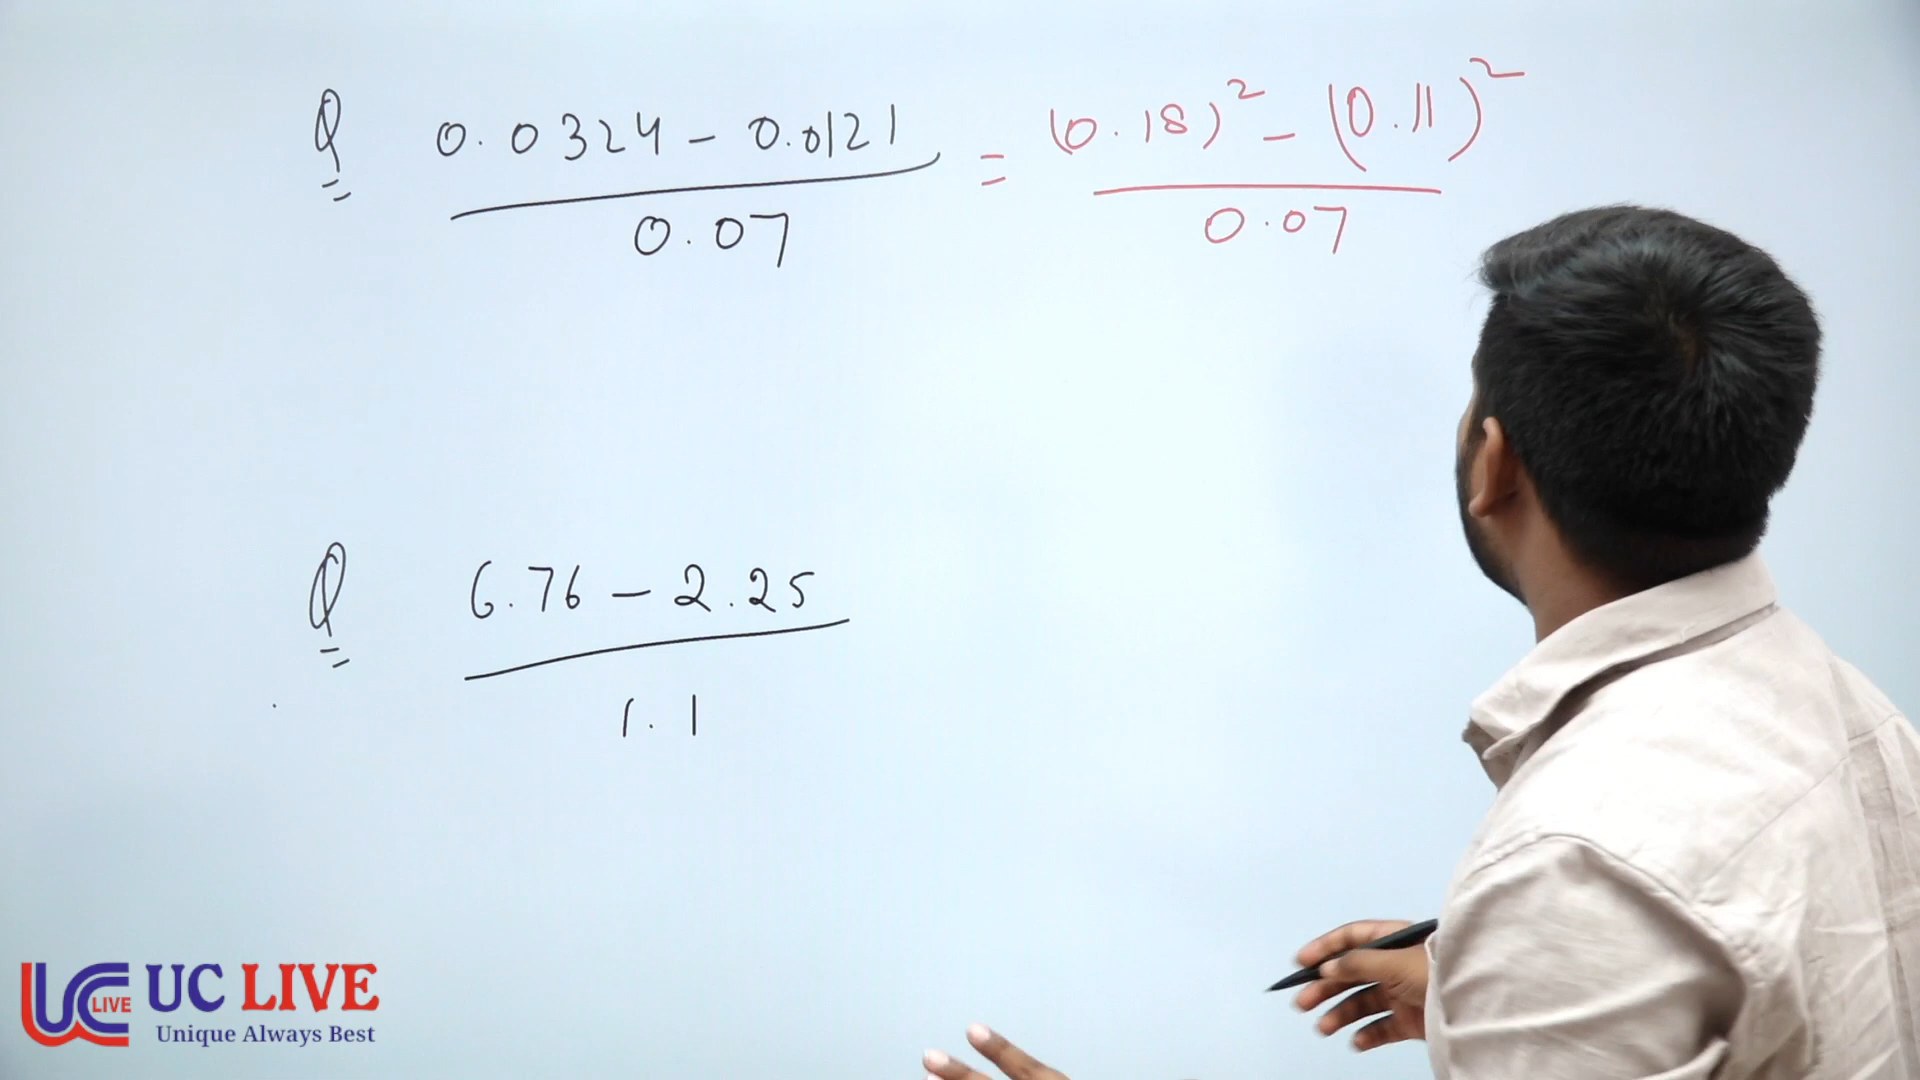 Q 0.0324 - 0.0121 = (0.18)² - (0.11)²
0.07 0.07
Q 6.76 - 2.25
1.1
LIVE UC LIVE
Unique Always Best